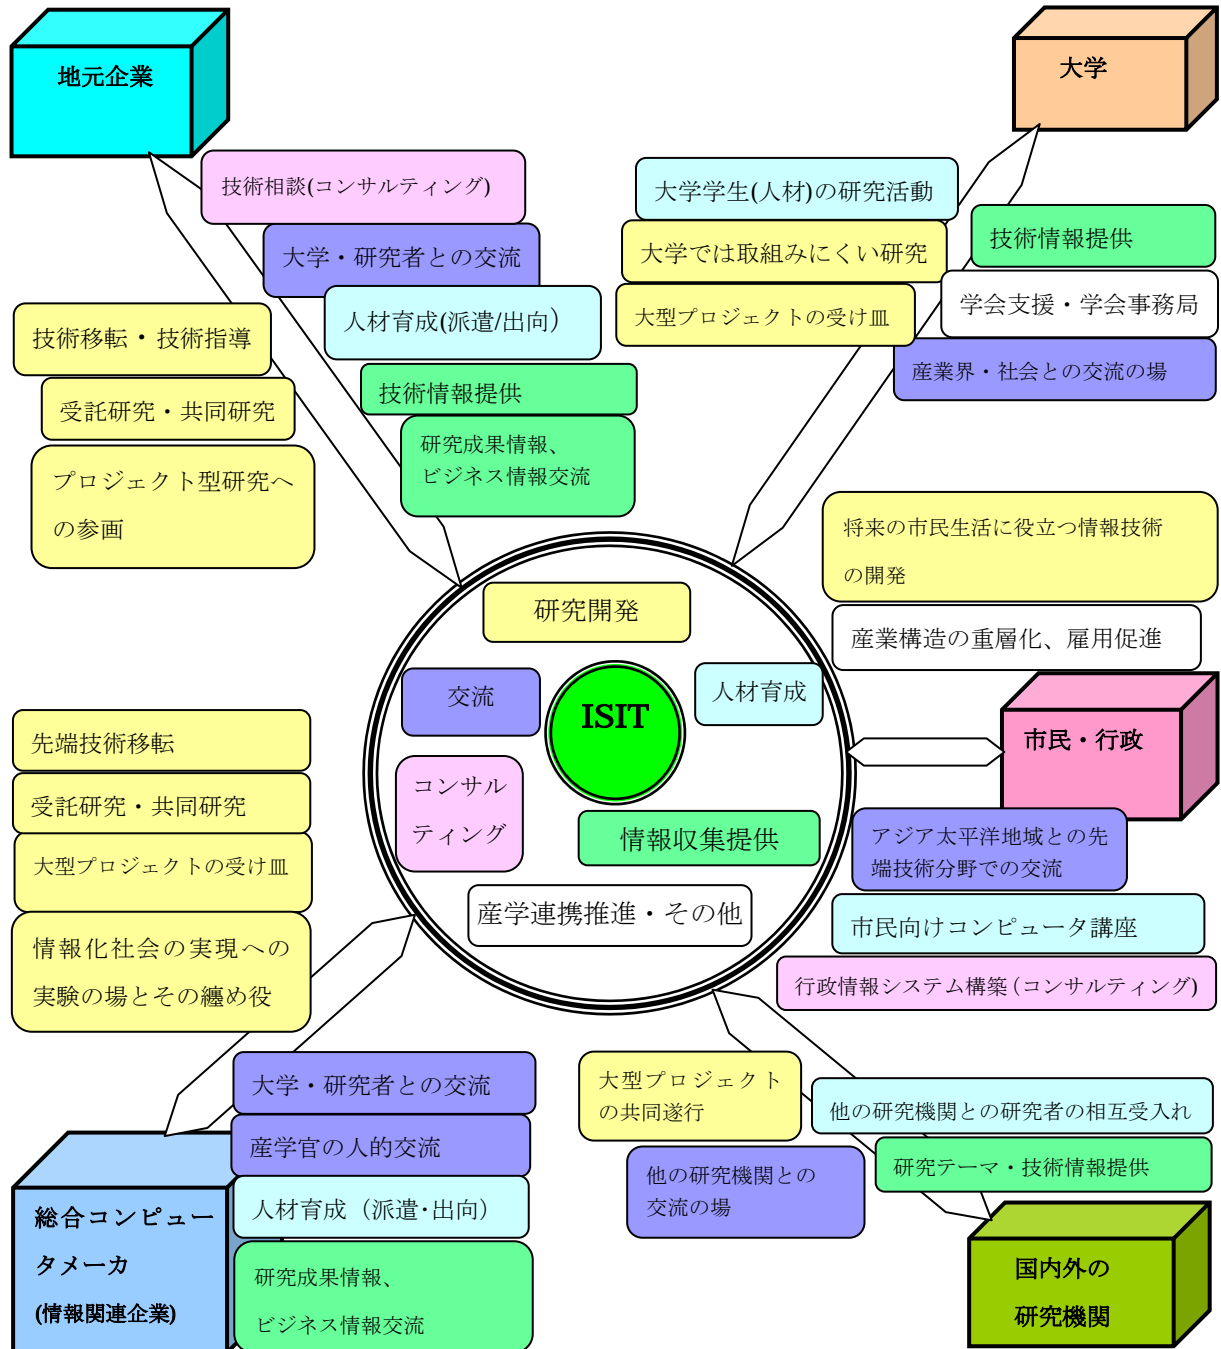 地元企業
大学
技術相談(コンサルティング)
大学・研究者との交流
人材育成(派遣/出向)
技術情報提供
研究成果情報、
ビジネス情報交流
技術移転・技術指導
受託研究・共同研究
プロジェクト型研究へ
の参画
大学学生(人材)の研究活動
大学では取組みにくい研究
大型プロジェクトの受け皿
技術情報提供
学会支援・学会事務局
産業界・社会との交流の場
将来の市民生活に役立つ情報技術
の開発
産業構造の重層化、雇用促進
市民・行政
アジア太平洋地域との先
端技術分野での交流
市民向けコンピュータ講座
行政情報システム構築(コンサルティング)
研究開発
交流
ISIT
人材育成
コンサル
ティング
情報収集提供
産学連携推進・その他
先端技術移転
受託研究・共同研究
大型プロジェクトの受け皿
情報化社会の実現への
実験の場とその纏め役
大学・研究者との交流
産学官の人的交流
人材育成（派遣･出向）
研究成果情報、
ビジネス情報交流
総合コンピュー
タメーカ
(情報関連企業)
大型プロジェクト
の共同遂行
他の研究機関との研究者の相互受入れ
研究テーマ・技術情報提供
他の研究機関との
交流の場
国内外の
研究機関